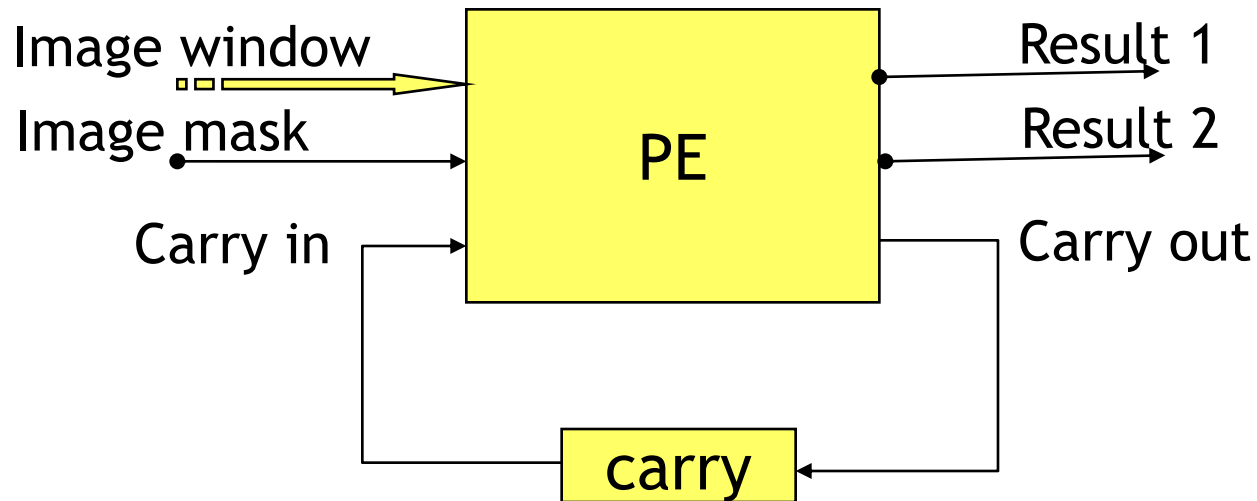 Image window
Image mask
Carry in
PE
Result 1
Result 2
Carry out
carry